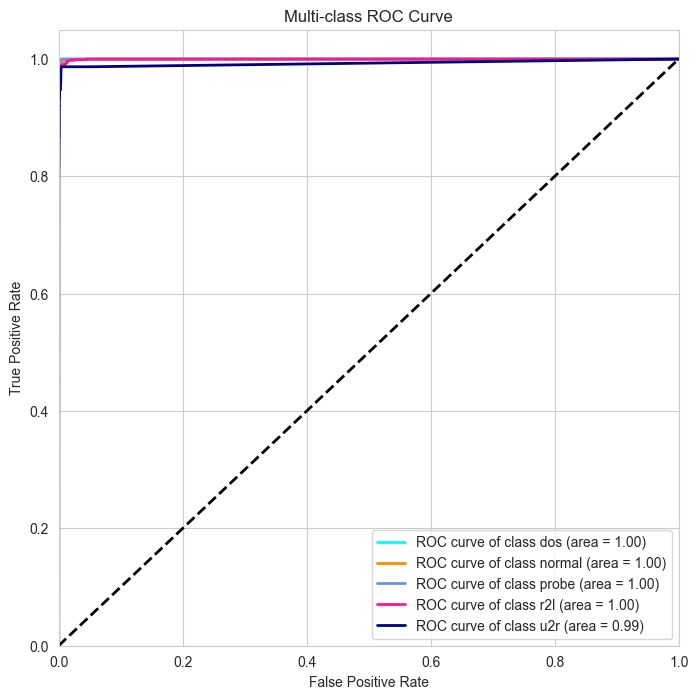 Multi-class ROC Curve
True Positive Rate
1.0
0.8
0.6
0.4
0.2
0.0
ROC curve of class dos (area = 1.00)
ROC curve of class normal (area = 1.00)
ROC curve of class probe (area = 1.00)
ROC curve of class r2l (area = 1.00)
ROC curve of class u2r (area = 0.99)
0.0 0.2 0.4 0.6 0.8 1.0
False Positive Rate